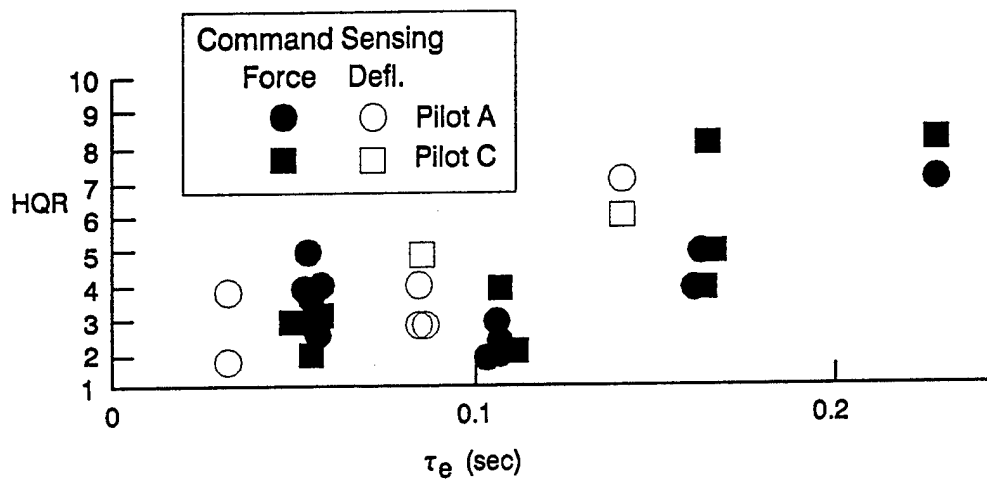 Command Sensing
Force Defl.
Pilot A
Pilot C
10
9
8
7
6
5
4
3
2
1
HQR
0 0.1 0.2
τe (sec)